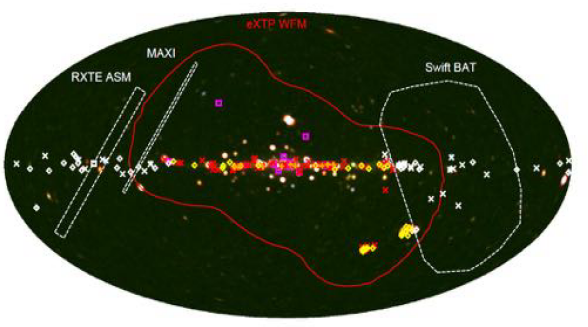 eXTP WFM
MAXI
RXTE ASM
Swift BAT